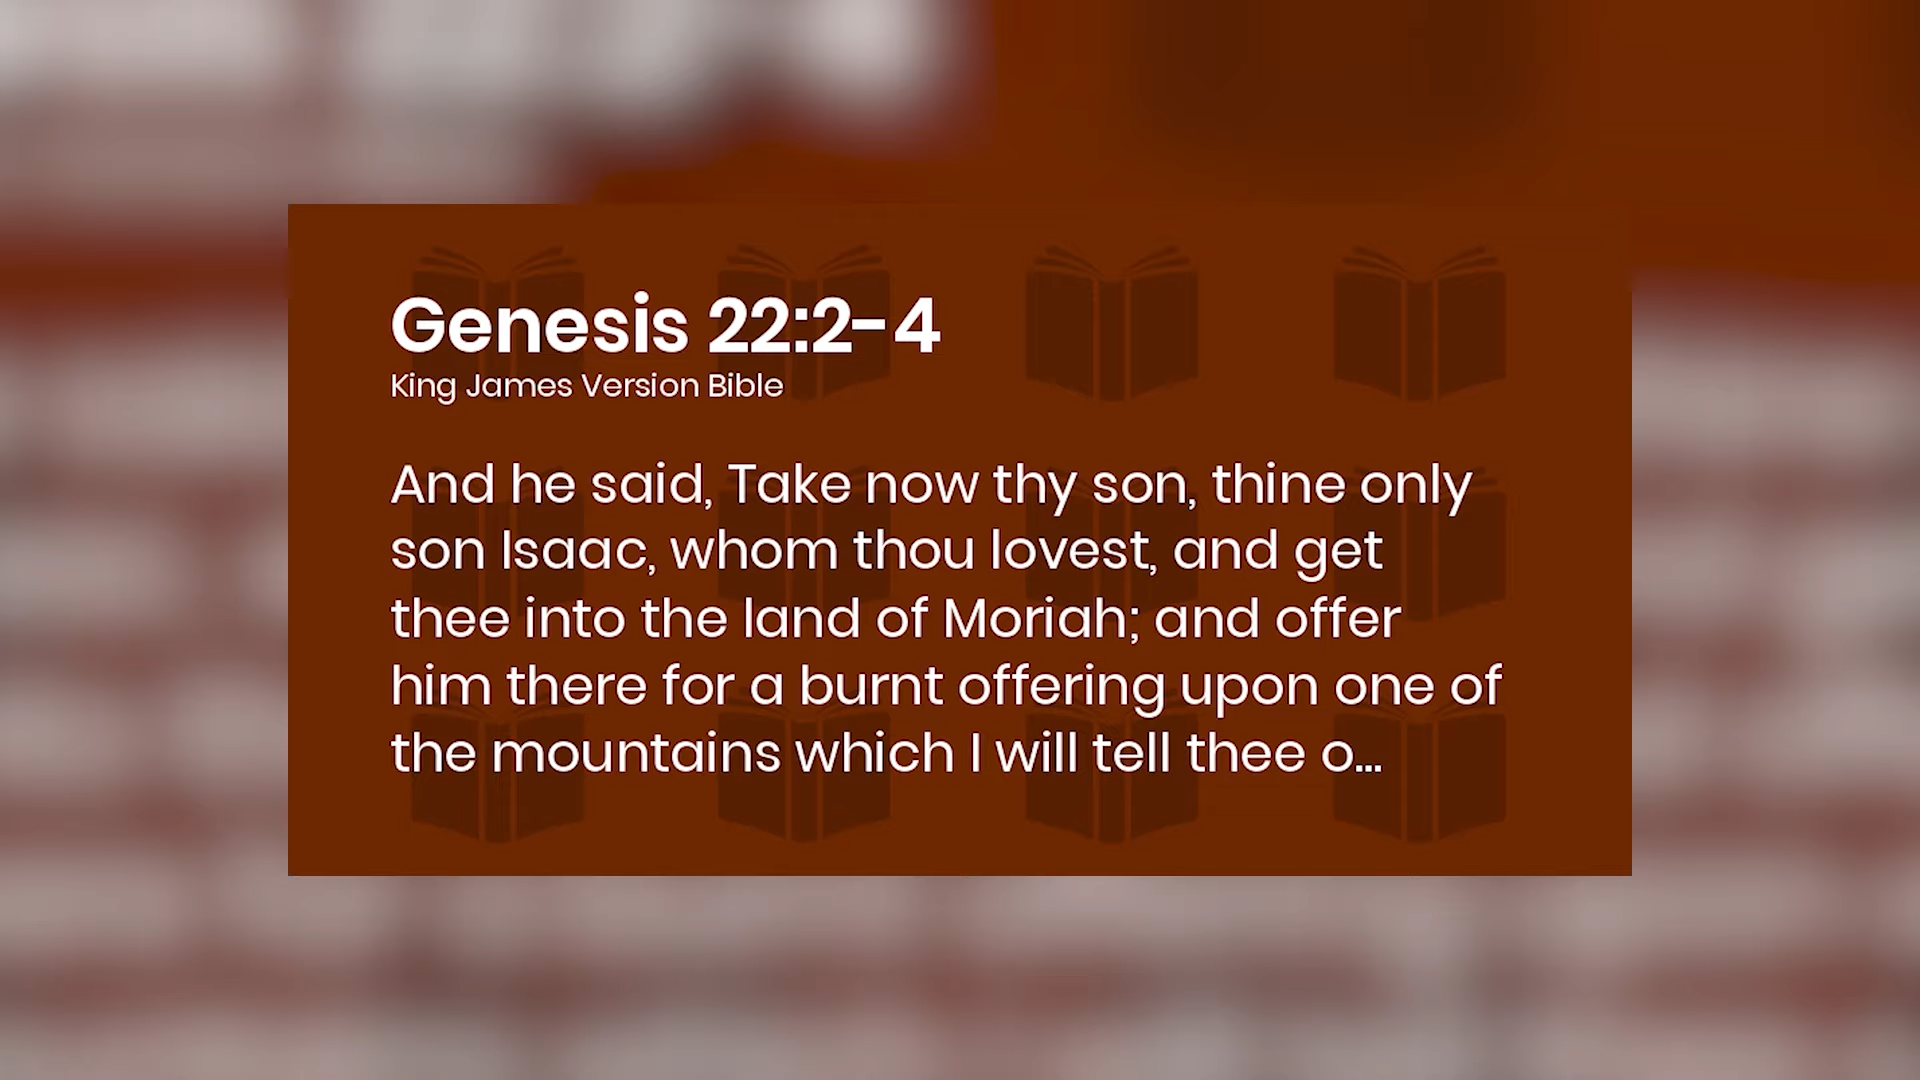 Genesis 22:2-4
King James Version Bible
And he said, Take now thy son, thine only
son Isaac, whom thou lovest, and get
thee into the land of Moriah; and offer
him there for a burnt offering upon one of
the mountains which I will tell thee o...